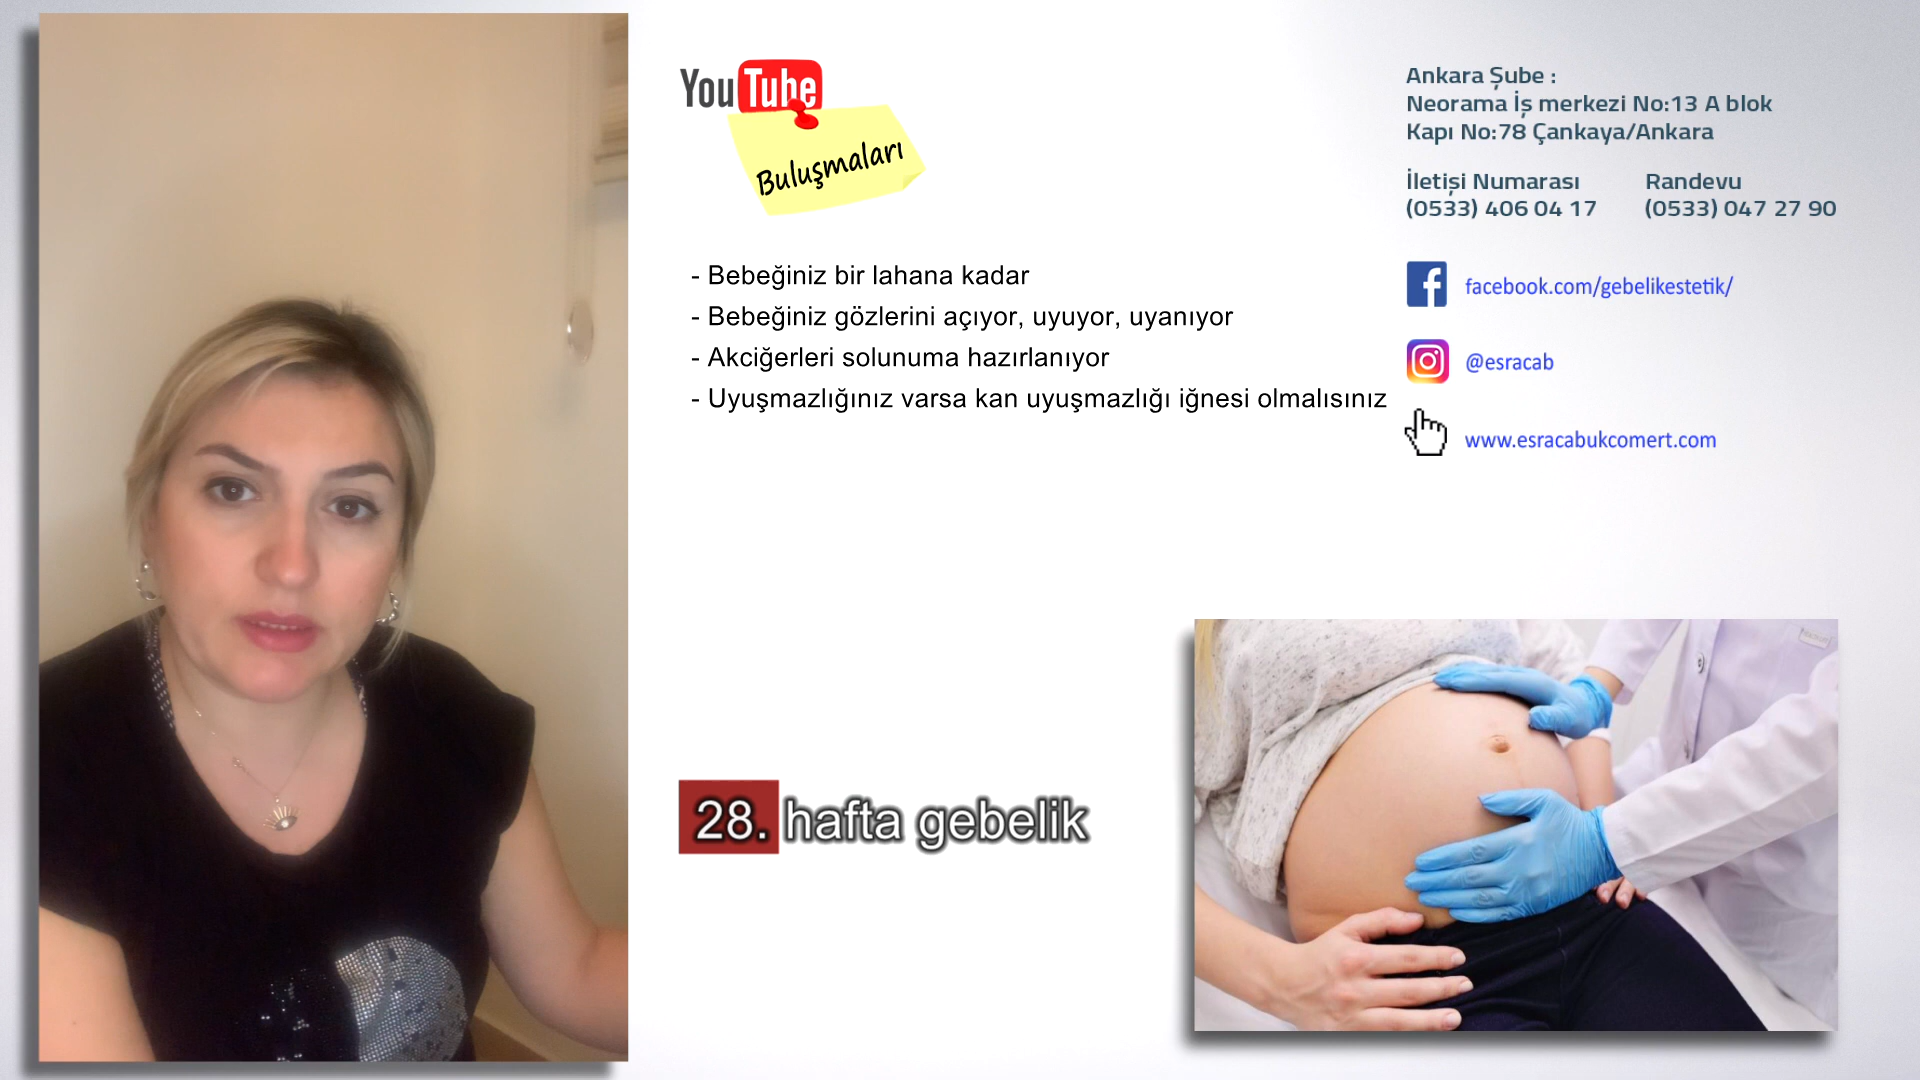 YouTube
Buluşmaları
- Bebeğiniz bir lahana kadar
- Bebeğiniz gözlerini açıyor, uyuyor, uyanıyor
- Akciğerleri solunuma hazırlanıyor
- Uyuşmazlığınız varsa kan uyuşmazlığı iğnesi olmalısınız
28. hafta gebelik
Ankara Şube :
Neorama İş merkezi No:13 A blok
Kapı No:78 Çankaya/Ankara
İletişi Numarası
(0533) 406 04 17
Randevu
(0533) 047 27 90
facebook.com/gebelikestetik/
@esracab
www.esracabukcomert.com